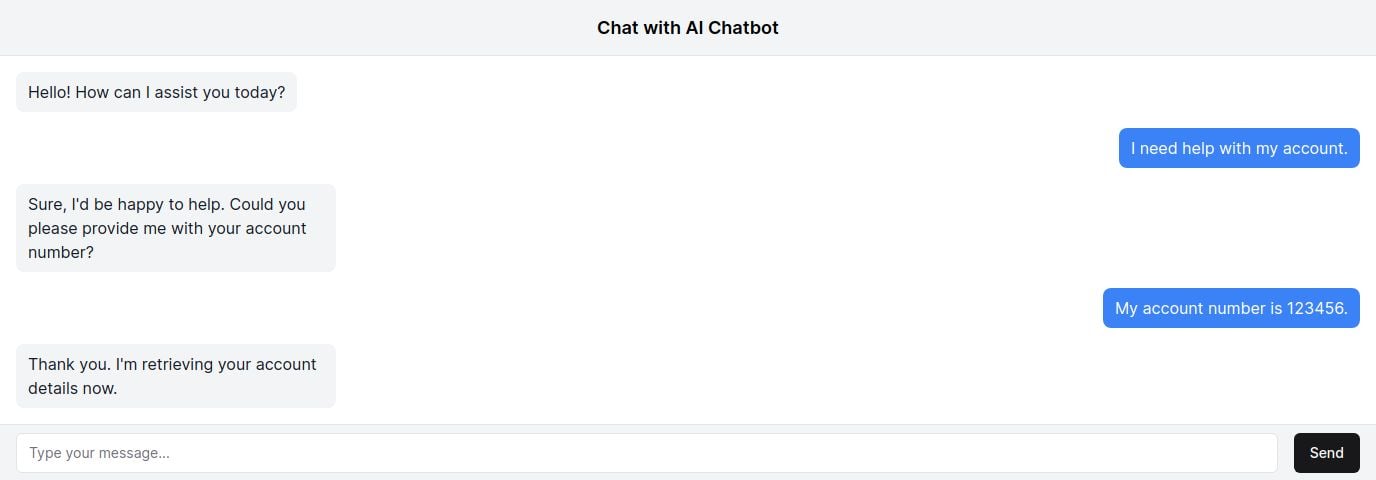 Chat with AI Chatbot
Hello! How can I assist you today?
I need help with my account.
Sure, I'd be happy to help. Could you
please provide me with your account
number?
My account number is 123456.
Thank you. I'm retrieving your account
details now.
Type your message...
Send